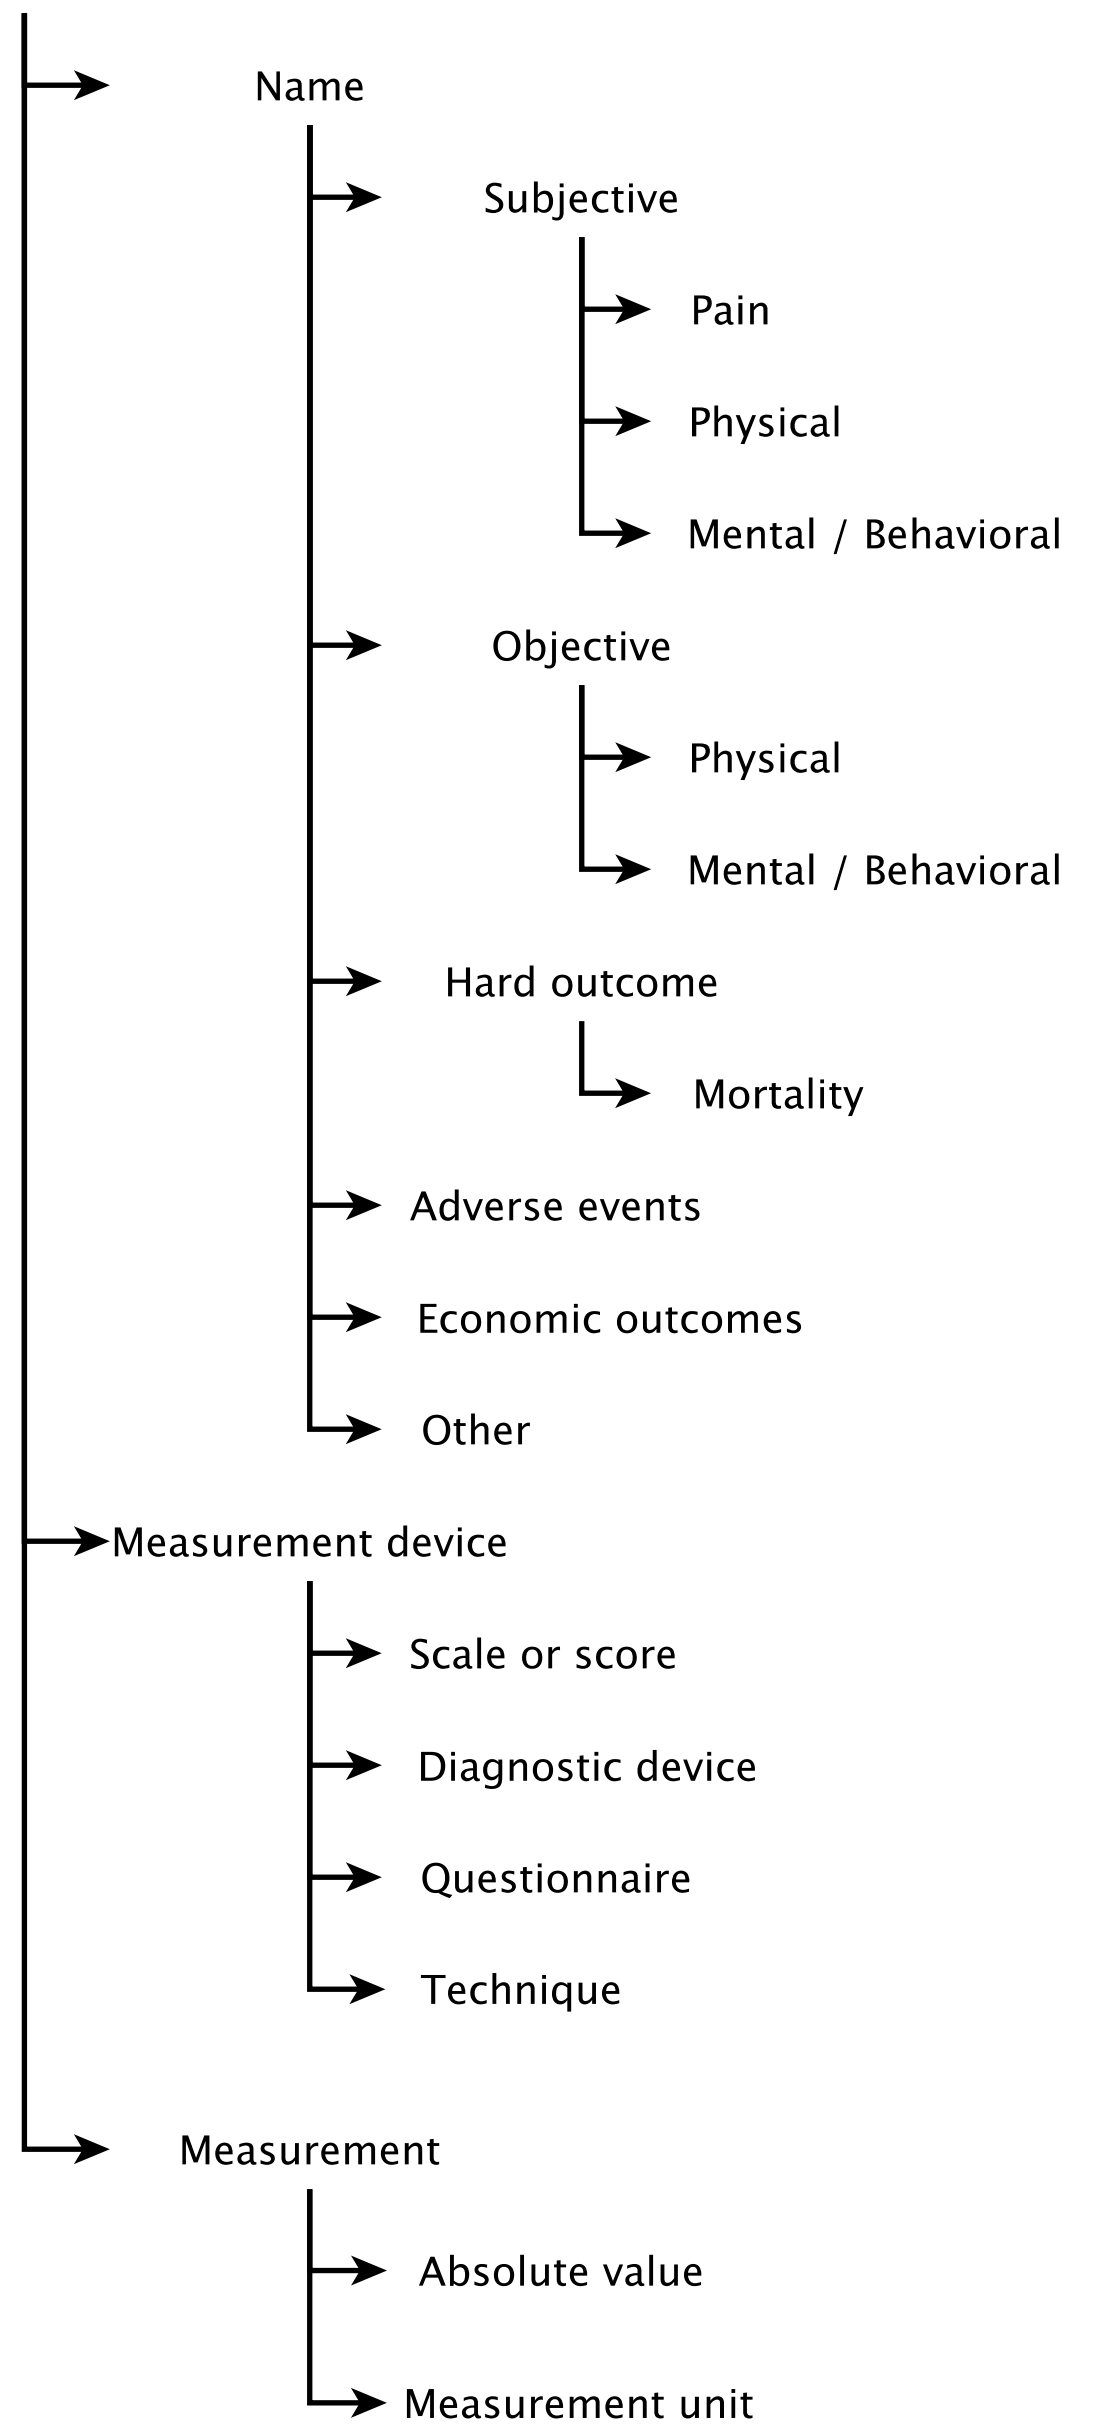 Name
Subjective
Pain
Physical
Mental / Behavioral
Objective
Physical
Mental / Behavioral
Hard outcome
Mortality
Adverse events
Economic outcomes
Other
Measurement device
Scale or score
Diagnostic device
Questionnaire
Technique
Measurement
Absolute value
Measurement unit